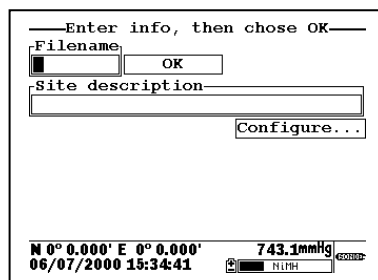 Enter info, then chose OK
Filename
OK
Site description
Configure...
N 0° 0.000' E 0° 0.000' 743.1mmHg
06/07/2000 15:34:41 NiMH